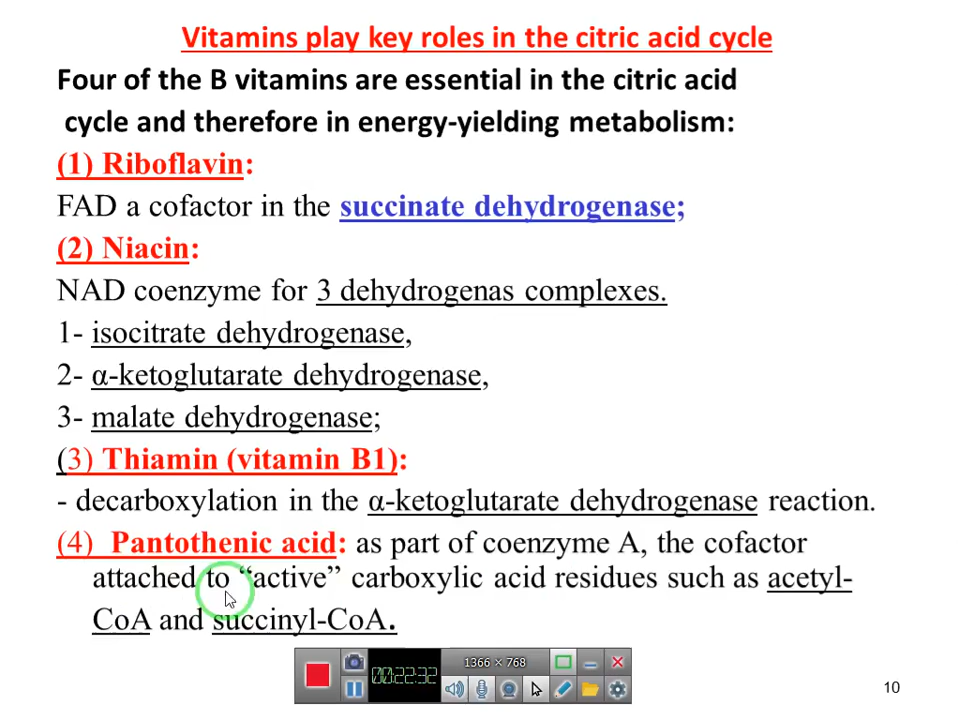 Vitamins play key roles in the citric acid cycle
Four of the B vitamins are essential in the citric acid
cycle and therefore in energy-yielding metabolism:
(1) Riboflavin:
FAD a cofactor in the succinate dehydrogenase;
(2) Niacin:
NAD coenzyme for 3 dehydrogenas complexes.
1- isocitrate dehydrogenase,
2- α-ketoglutarate dehydrogenase,
3- malate dehydrogenase;
(3) Thiamin (vitamin B1):
- decarboxylation in the α-ketoglutarate dehydrogenase reaction.
(4) Pantothenic acid: as part of coenzyme A, the cofactor
attached to “active” carboxylic acid residues such as acetyl-
CoA and succinyl-CoA.
00:22:32
1366 × 768
10